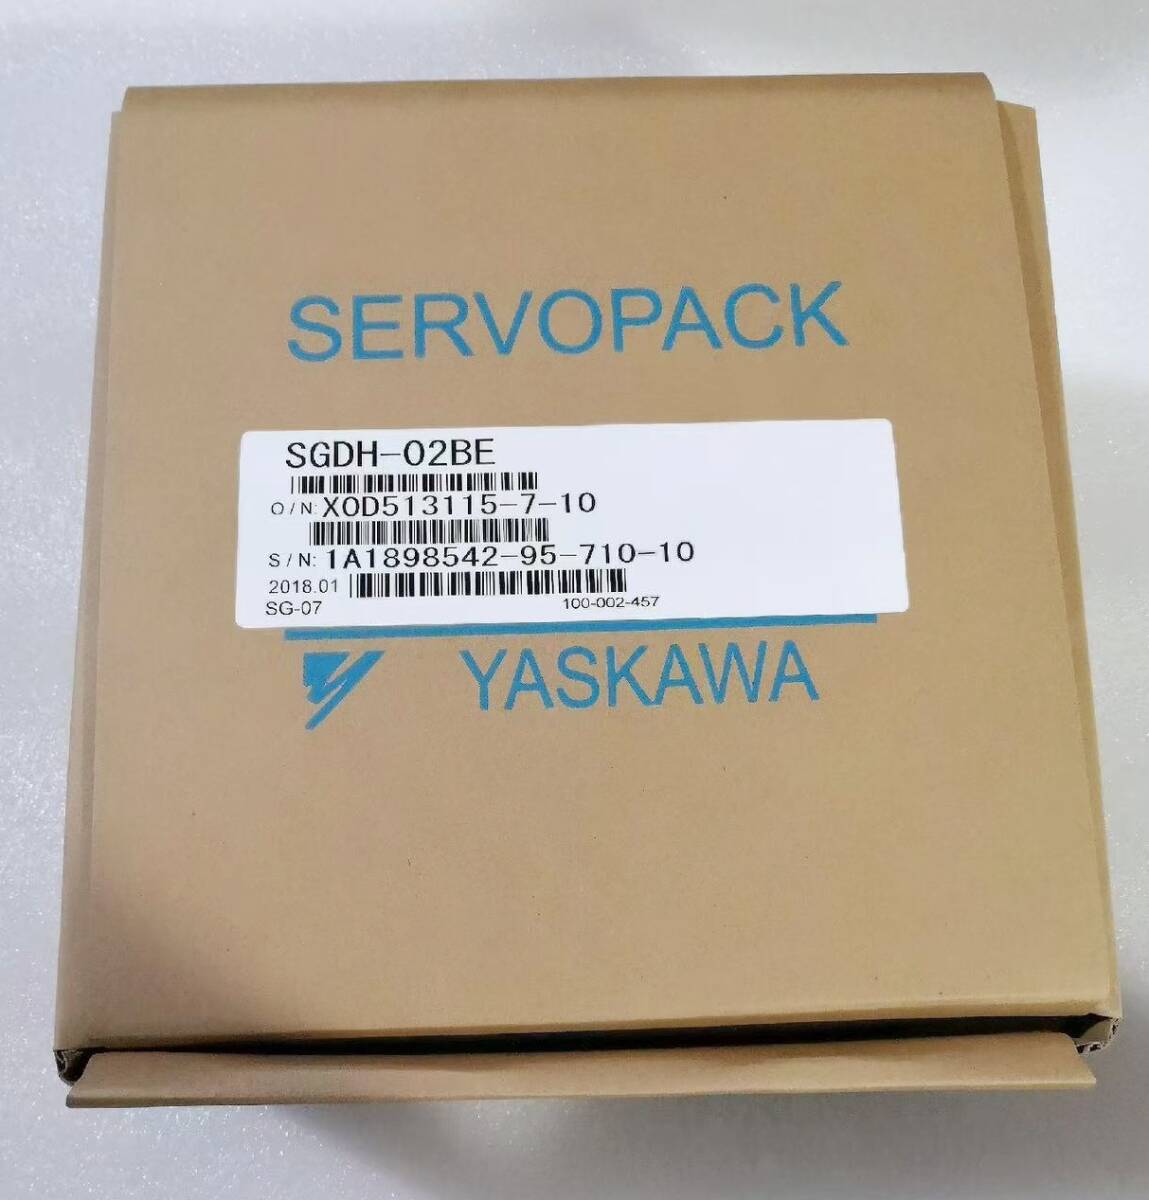 SERVOPACK
SGDH-02BE
O/N: X0D513115-7-10
S/N: 1A1898542-95-710-10
2018.01
SG-07 100-002-457
YASKAWA